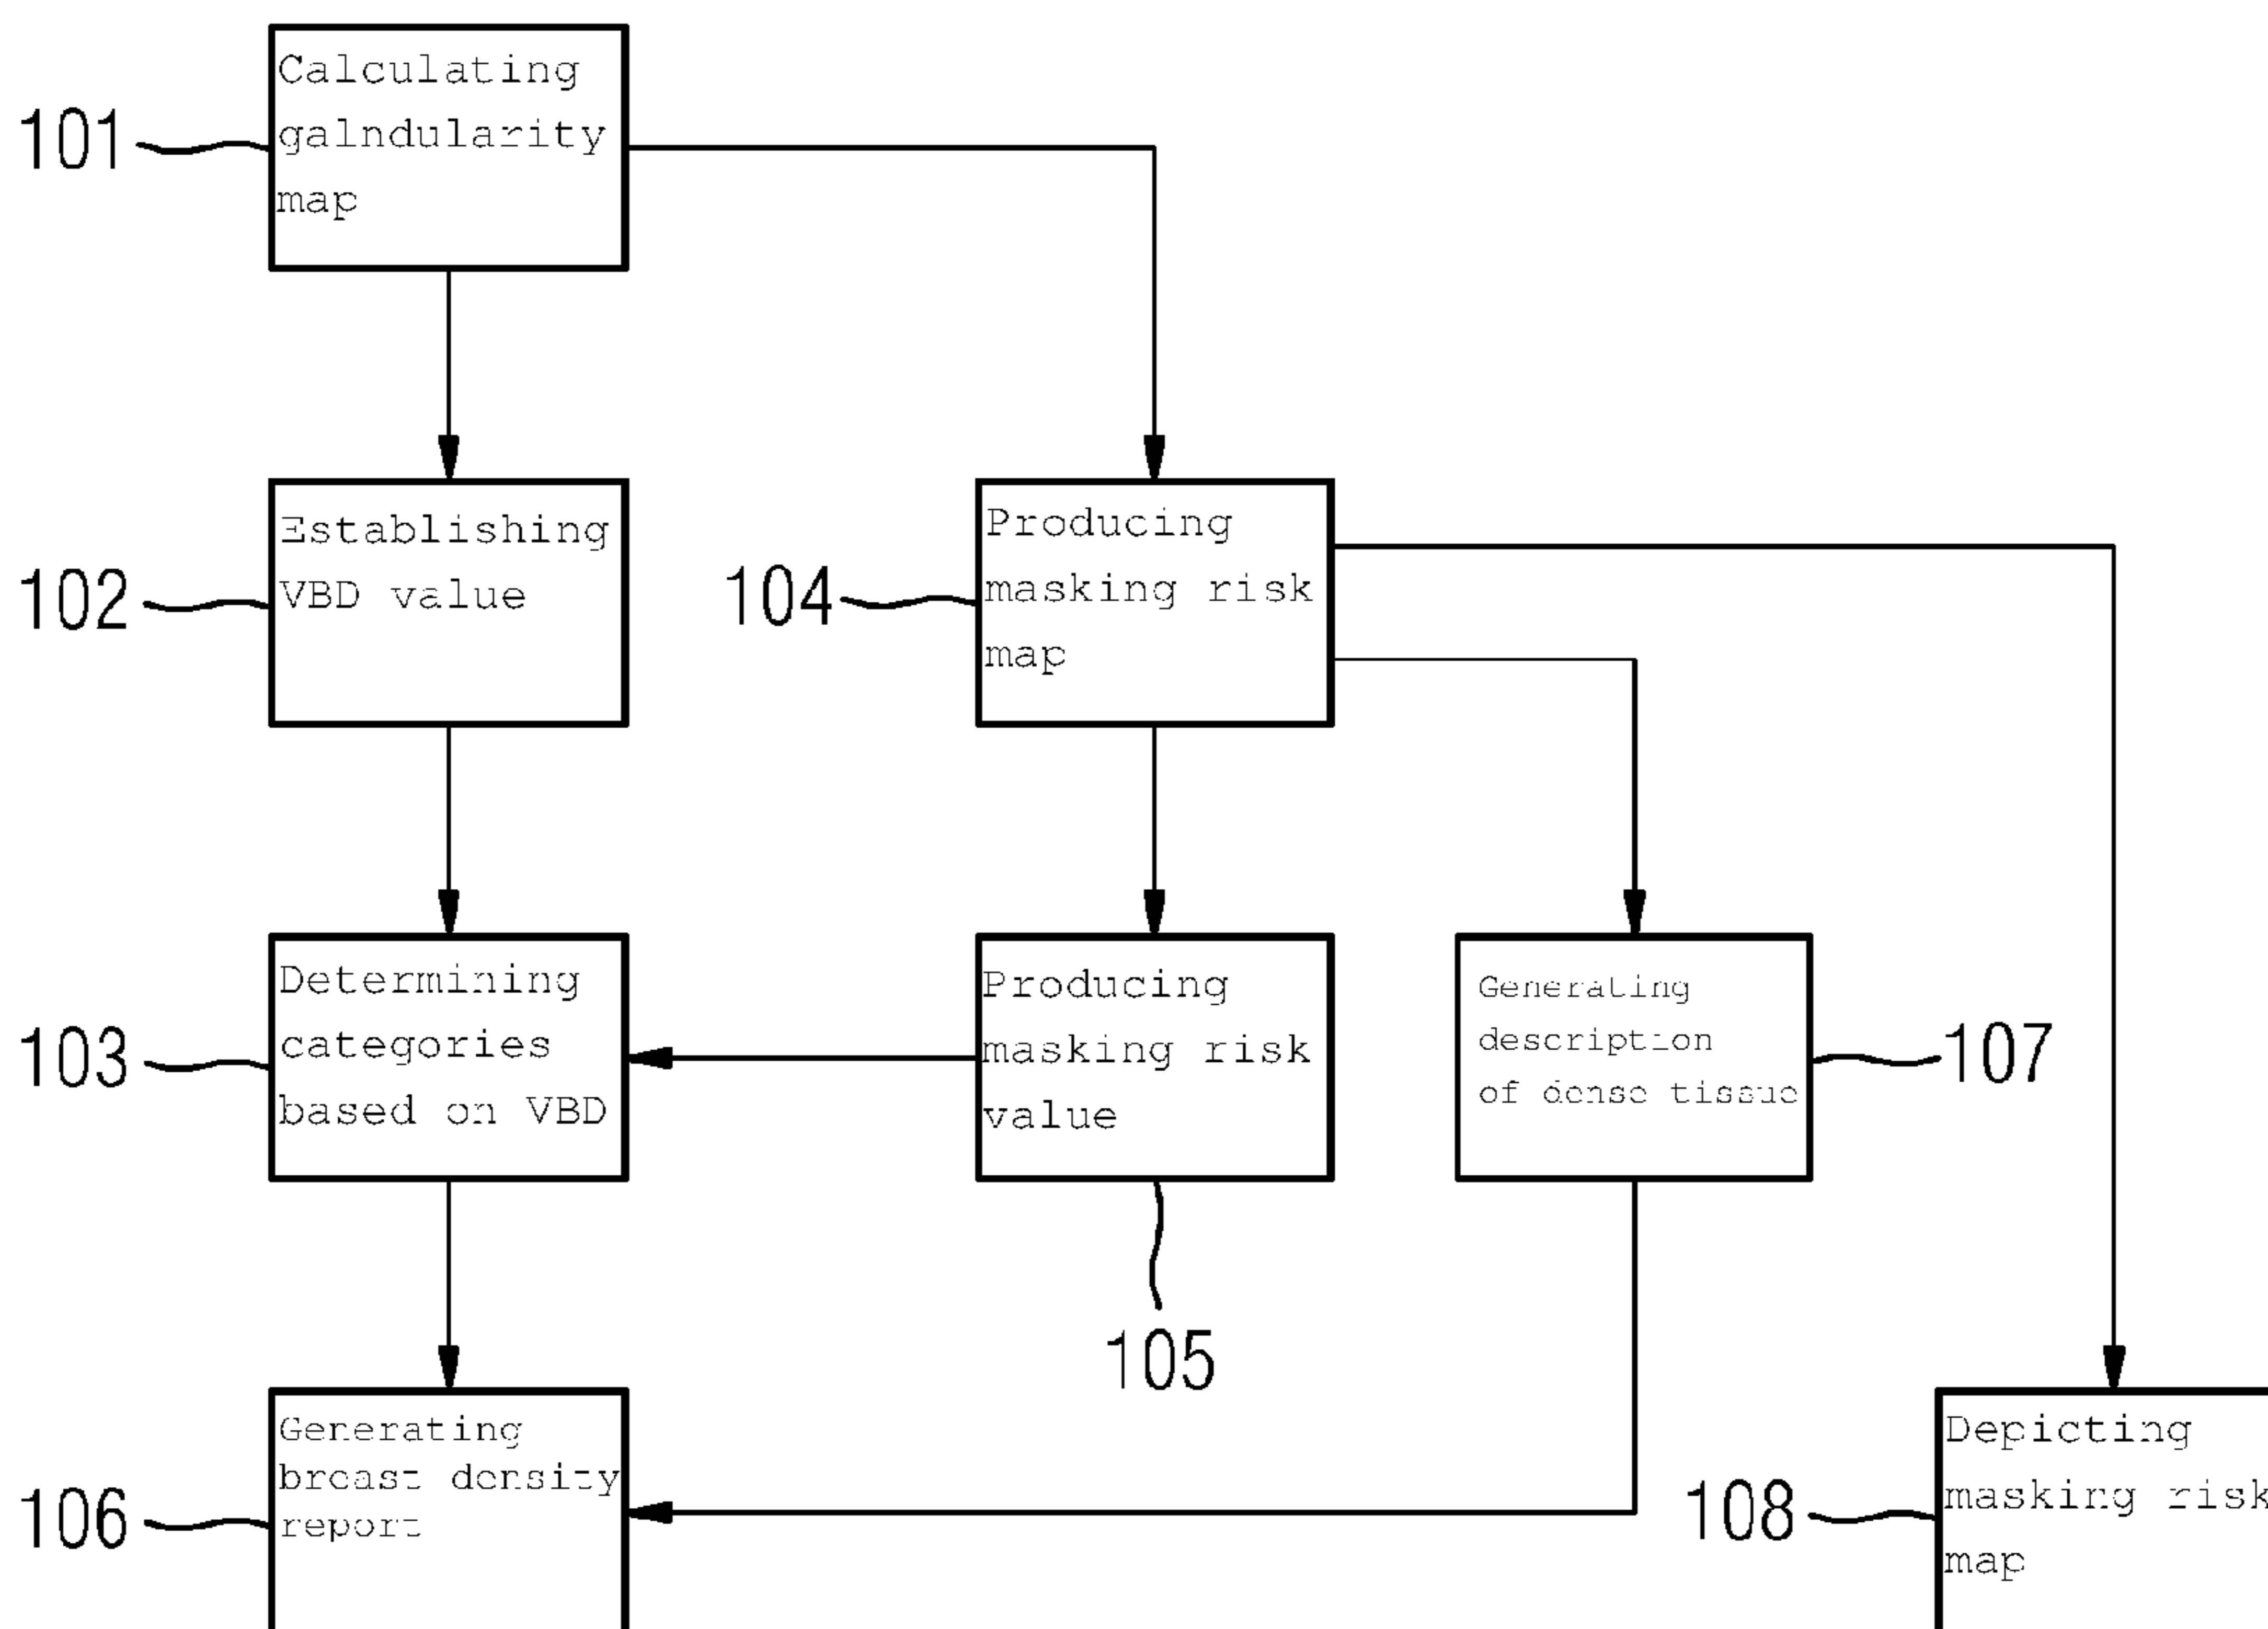 101
Calculating
galndularity
map
102
Establishing
VBD value
104
Producing
masking risk
map
103
Determining
categories
based on VBD
Producing
masking risk
value
105
Generating
description
of dense tissue
107
106
Generating
breast density
report
108
Depicting
masking risk
map